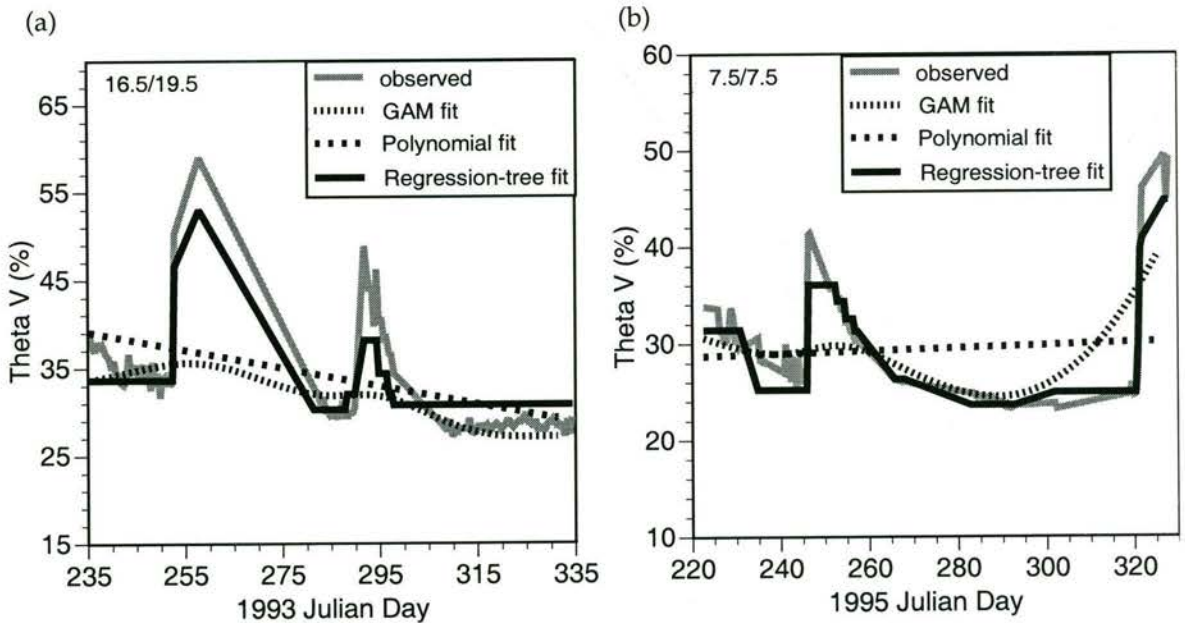 (a)
16.5/19.5
observed
GAM fit
Polynomial fit
Regression-tree fit
Theta V (%)
65
55
45
35
27
15
235 255 275 295 315 335
1993 Julian Day
(b)
7.5/7.5
observed
GAM fit
Polynomial fit
Regression-tree fit
Theta V (%)
60
50
40
30
20
10
220 240 260 280 300 320
1995 Julian Day